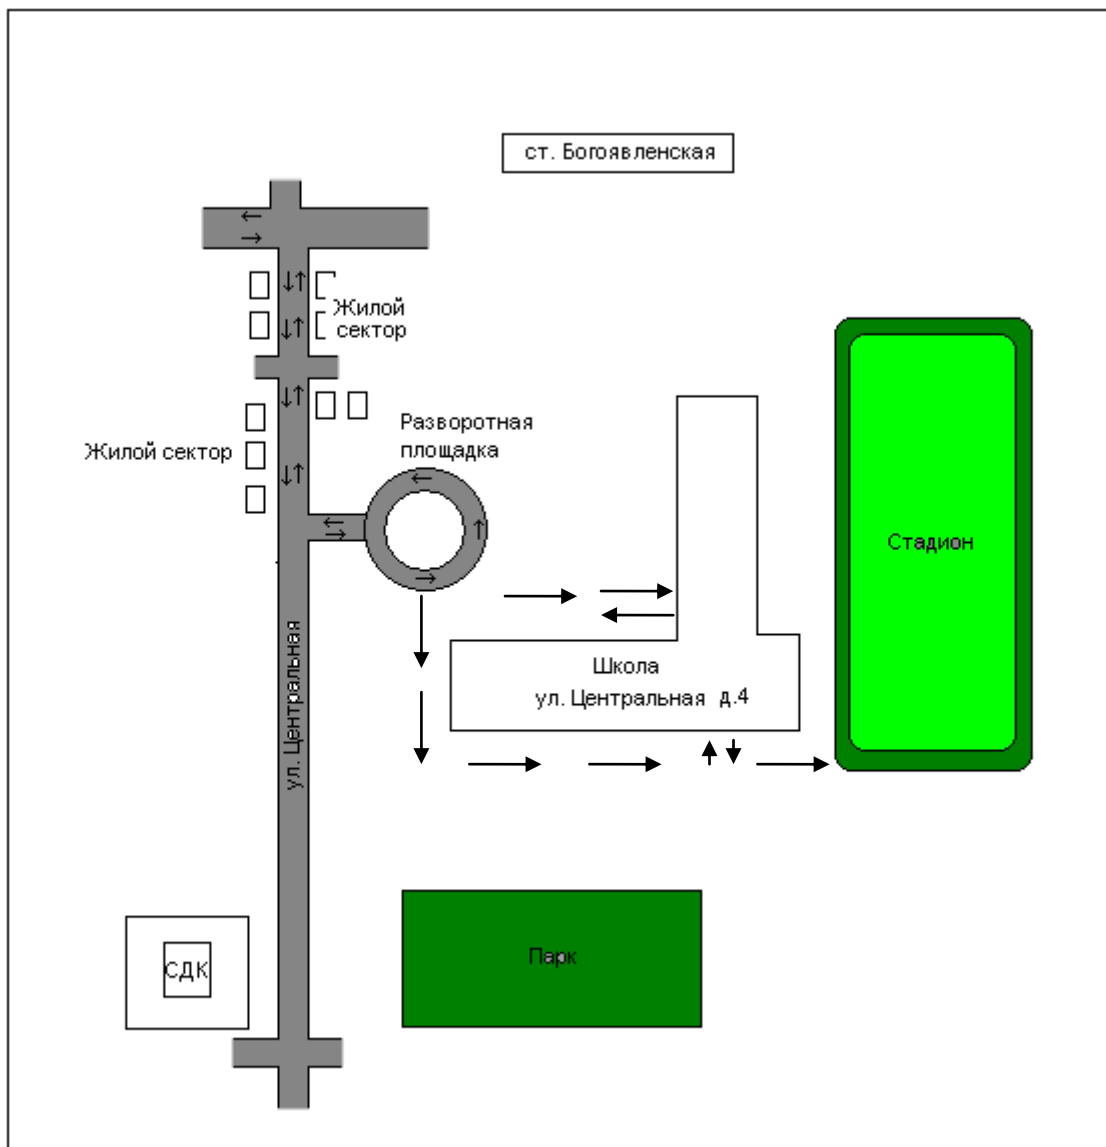 ст. Богоявленская
Жилой
сектор
Разворотная
площадка
Жилой сектор
Стадион
Школа
ул. Центральная д.4
ул. Центральная
Парк
СДК